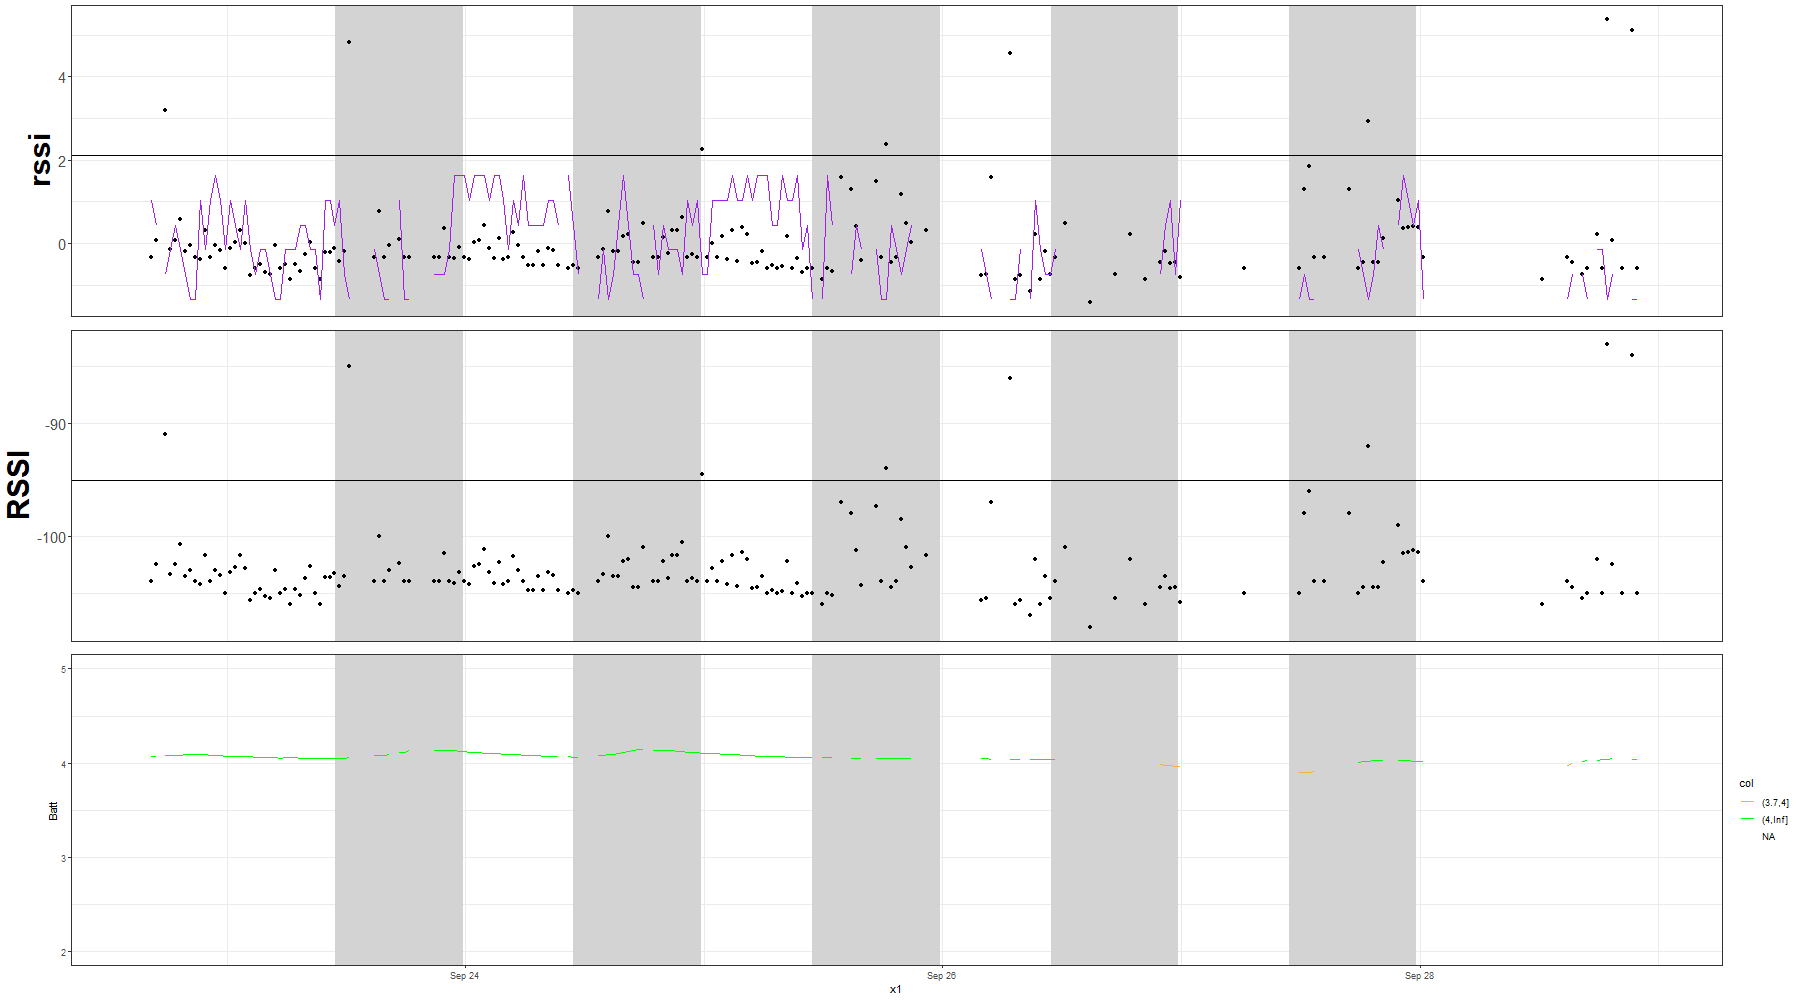 rssi
4
2
0
RSSI
-90
-100
Batt
5
4
3
2
Sep 24
Sep 26
Sep 28
x1
col
(3.7,4]
(4,Inf]
NA